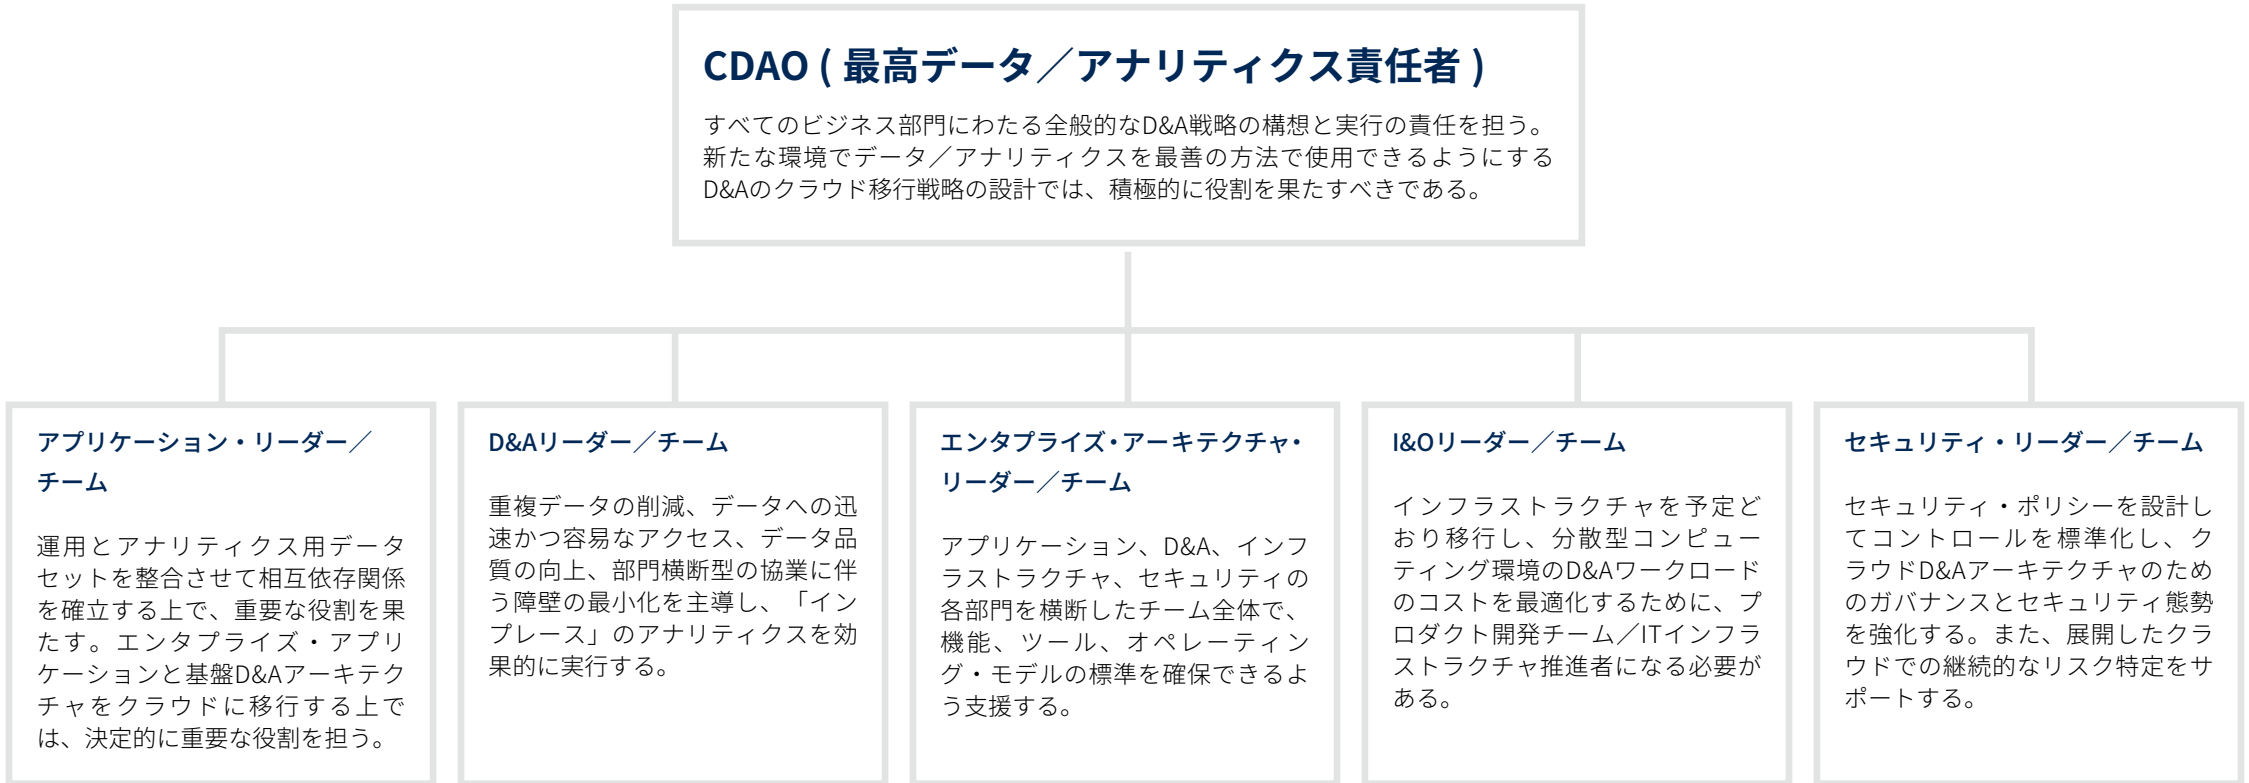 CDAO ( 最高データ／アナリティクス責任者 )
すべてのビジネス部門にわたる全般的なD&A戦略の構想と実行の責任を担う。
新たな環境でデータ／アナリティクスを最善の方法で使用できるようにする
D&Aのクラウド移行戦略の設計では、積極的に役割を果たすべきである。
アプリケーション・リーダー／
チーム
運用とアナリティクス用データ
セットを整合させて相互依存関係
を確立する上で、重要な役割を果
たす。エンタプライズ・アプリ
ケーションと基盤D&Aアーキテク
チャをクラウドに移行する上で
は、決定的に重要な役割を担う。
D&Aリーダー／チーム
重複データの削減、データへの迅
速かつ容易なアクセス、データ品
質の向上、部門横断型の協業に伴
う障壁の最小化を主導し、「イン
プレース」のアナリティクスを効
果的に実行する。
エンタプライズ・アーキテクチャ・
リーダー／チーム
アプリケーション、D&A、インフ
ラストラクチャ、セキュリティの
各部門を横断したチーム全体で、
機能、ツール、オペレーティン
グ・モデルの標準を確保できるよ
う支援する。
I&Oリーダー／チーム
インフラストラクチャを予定ど
おり移行し、分散型コンピュー
ティング環境のD&Aワークロード
のコストを最適化するために、プ
ロダクト開発チーム／ITインフラ
ストラクチャ推進者になる必要が
ある。
セキュリティ・リーダー／チーム
セキュリティ・ポリシーを設計し
てコントロールを標準化し、ク
ラウドD&Aアーキテクチャのため
のガバナンスとセキュリティ態勢
を強化する。また、展開したクラ
ウドでの継続的なリスク特定をサ
ポートする。